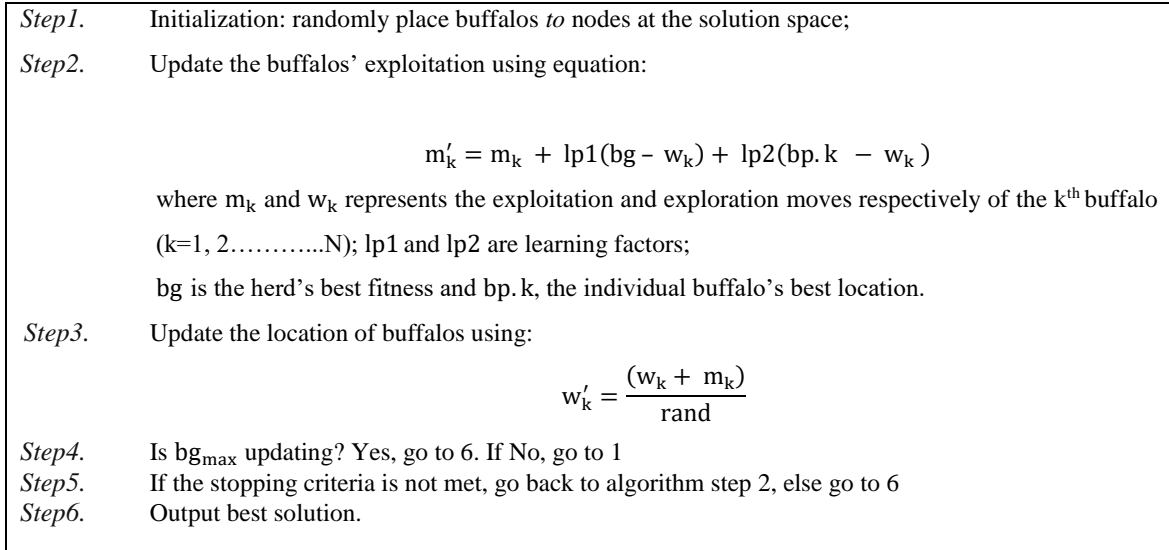 Step1. Initialization: randomly place buffalos to nodes at the solution space;
Step2. Update the buffalos’ exploitation using equation:
m′k = mk + lp1(bg – wk) + lp2(bp. k − wk )
where mk and wk represents the exploitation and exploration moves respectively of the kth buffalo
(k=1, 2………...N); lp1 and lp2 are learning factors;
bg is the herd’s best fitness and bp. k, the individual buffalo’s best location.
Step3. Update the location of buffalos using:
w′k = (wk + mk) / rand
Step4. Is bgmax updating? Yes, go to 6. If No, go to 1
Step5. If the stopping criteria is not met, go back to algorithm step 2, else go to 6
Step6. Output best solution.